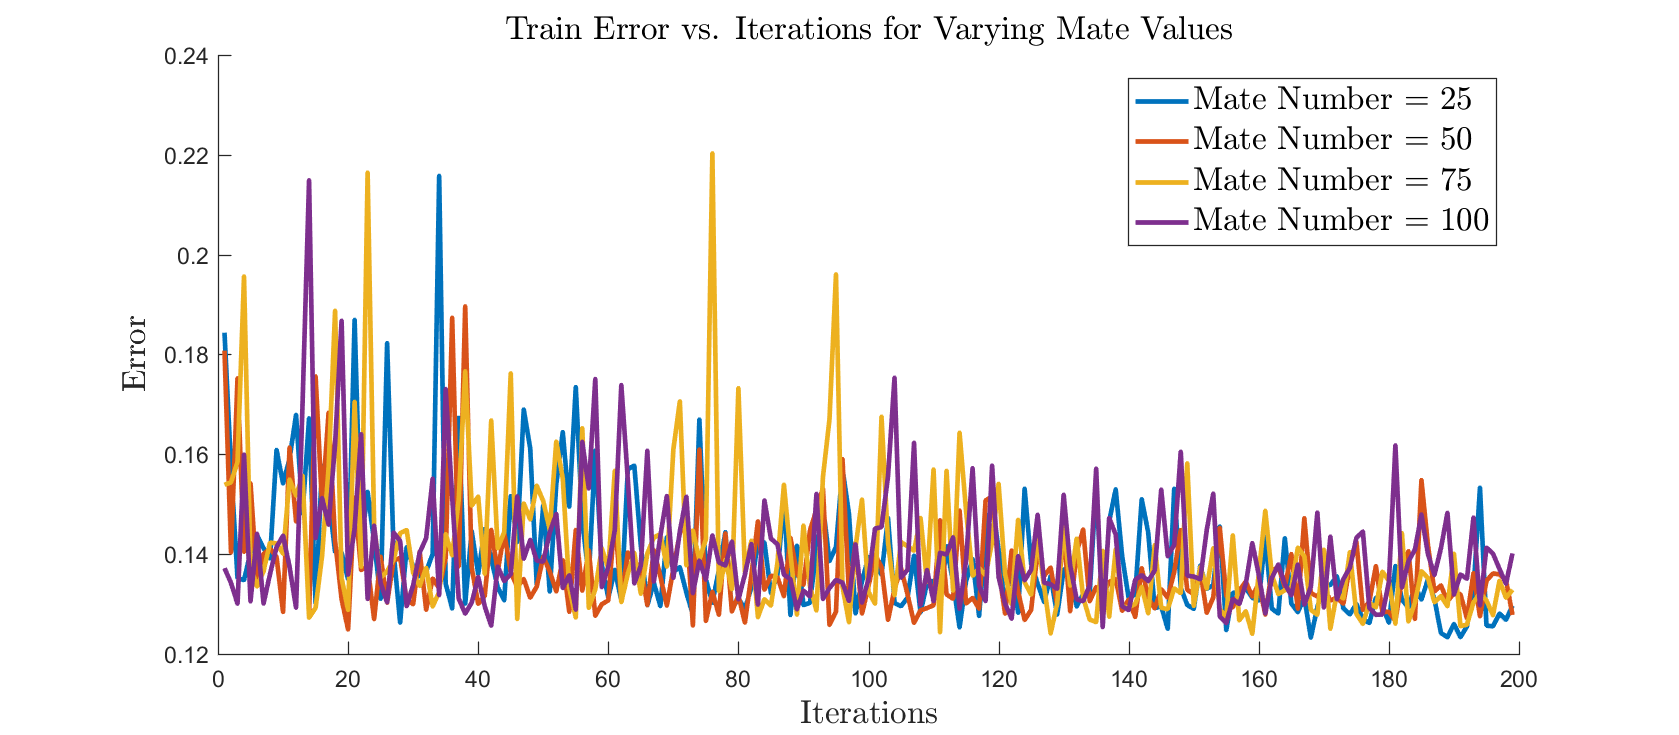 Train Error vs. Iterations for Varying Mate Values
0.24
0.22
0.2
0.18
0.16
0.14
0.12
Error
Mate Number = 25
Mate Number = 50
Mate Number = 75
Mate Number = 100
0 20 40 60 80 100 120 140 160 180 200
Iterations